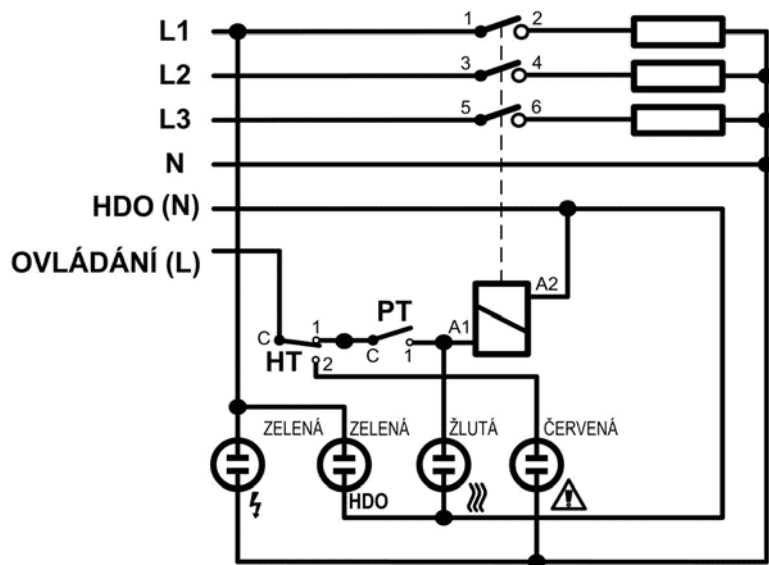 L1
1
2
L2
3
4
L3
5
6
N
HDO (N)
OVLÁDÁNÍ (L)
A2
PT
A1
C
1
C
1
HT
2
ZELENÁ
ZELENÁ
ŽLUTÁ
ČERVENÁ
HDO